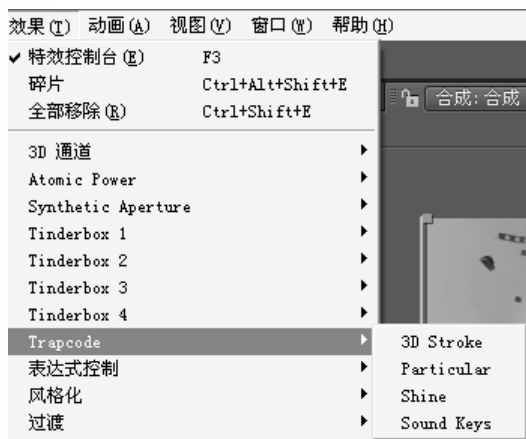 效果(T) 动画(A) 视图(V) 窗口(W) 帮助(H)
特效控制台(E) F3
碎片 Ctrl+Alt+Shift+E
全部移除(R) Ctrl+Shift+E
合成: 合成
3D 通道
Atomic Power
Synthetic Aperture
Tinderbox 1
Tinderbox 2
Tinderbox 3
Tinderbox 4
Trapcode
3D Stroke
表达式控制
Particular
风格化
Shine
过渡
Sound Keys